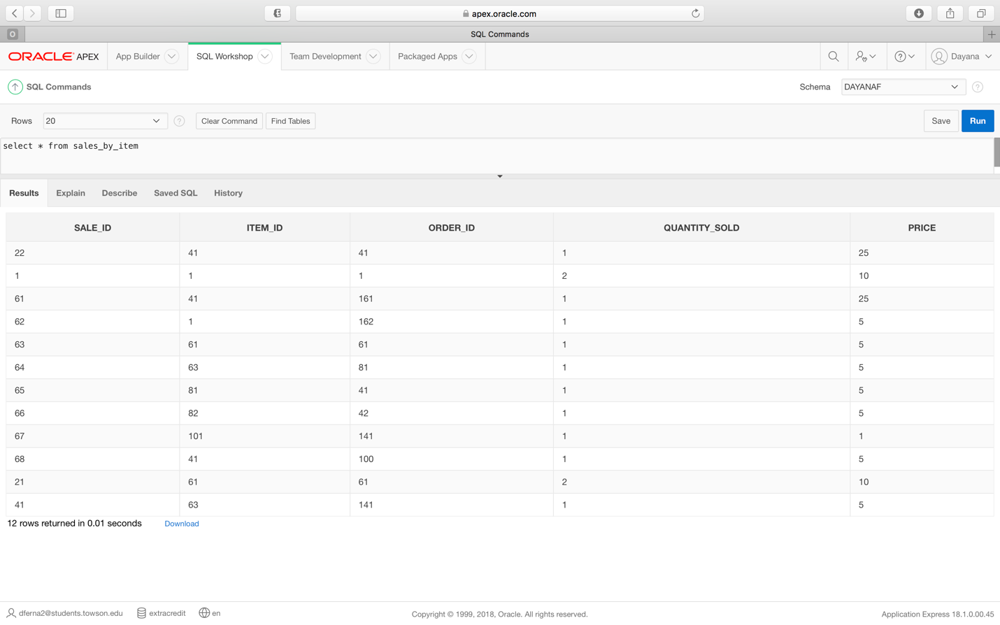 apex.oracle.com
O
SQL Commands
ORACLE APEX App Builder SQL Workshop Team Development Packaged Apps ? Dayana
SQL Commands Schema DAYANAF ?
Rows 20 ? Clear Command Find Tables Save Run
select * from sales_by_item
Results Explain Describe Saved SQL History
SALE_ID ITEM_ID ORDER_ID QUANTITY_SOLD PRICE
22 41 41 1 25
1 1 1 2 10
61 41 161 1 25
62 1 162 1 5
63 61 61 1 5
64 63 81 1 5
65 81 41 1 5
66 82 42 1 5
67 101 141 1 1
68 41 100 1 5
21 61 61 2 10
41 63 141 1 5
12 rows returned in 0.01 seconds Download
dferna2@students.towson.edu extracredit en Copyright © 1999, 2018, Oracle. All rights reserved. Application Express 18.1.0.00.45